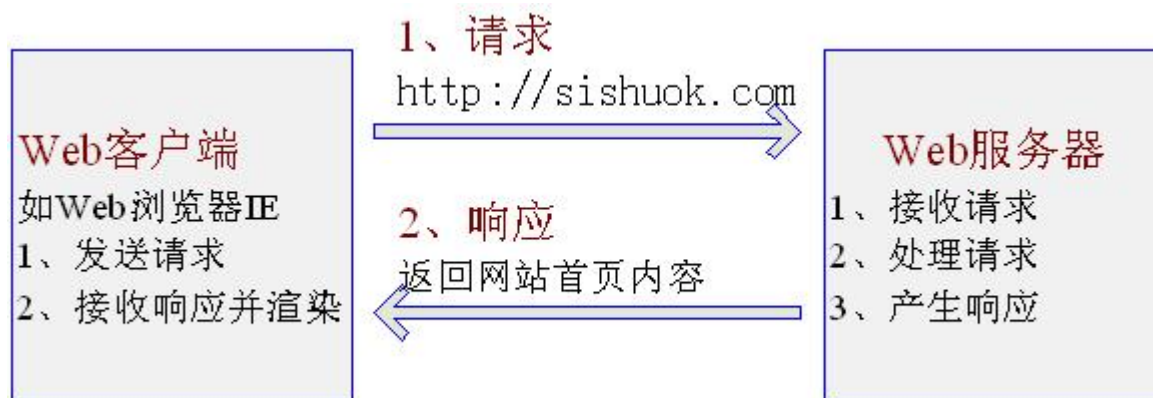 1、请求
http://sishuok.com
Web客户端
如Web浏览器IE
1、发送请求
2、接收响应并渲染
2、响应
返回网站首页内容
Web服务器
1、接收请求
2、处理请求
3、产生响应